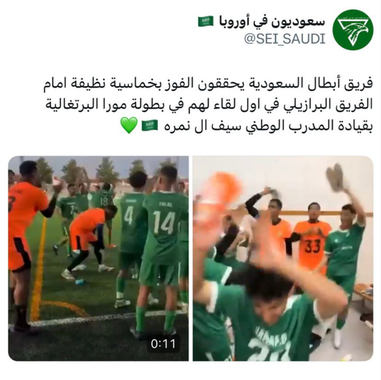 سعوديون في أوروبا 🇸🇦
@SEI_SAUDI
فريق أبطال السعودية يحققون الفوز بخماسية نظيفة امام
الفريق البرازيلي في اول لقاء لهم في بطولة مورا البرتغالية
بقيادة المدرب الوطني سيف ال نمره 🇸🇦 💚
18
4
14
33
0:11